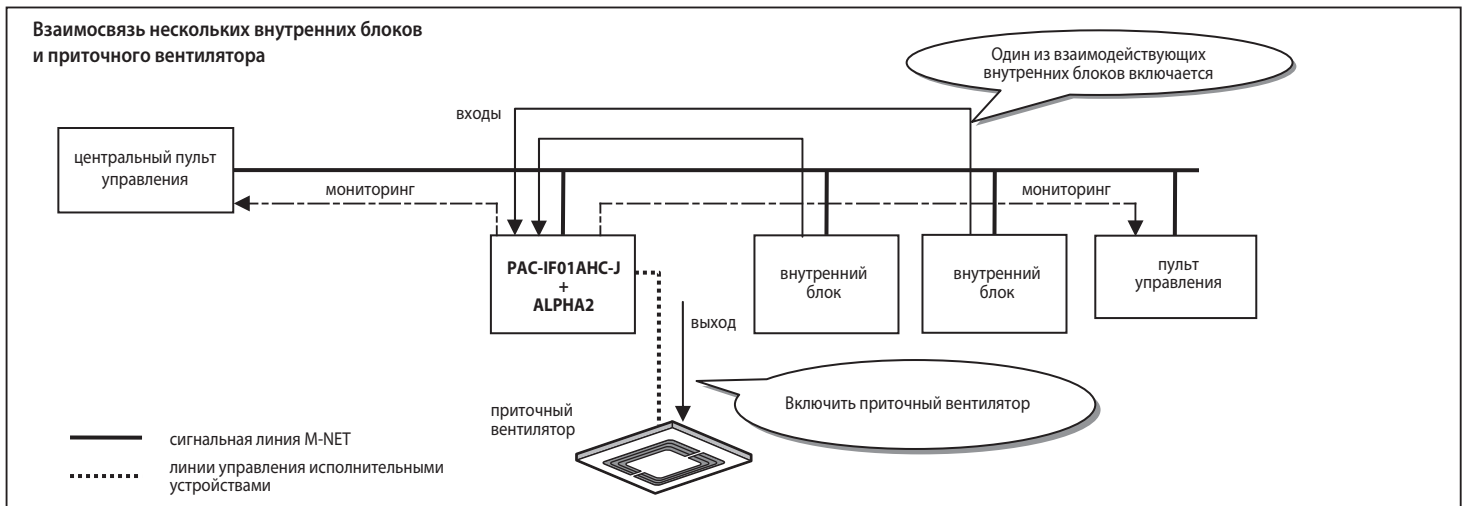 Взаимосвязь нескольких внутренних блоков
и приточного вентилятора
Один из взаимодействующих
внутренних блоков включается
входы
центральный пульт
управления
мониторинг
мониторинг
PAC-IF01AHC-J
+
ALPHA2
внутренний
блок
внутренний
блок
пульт
управления
выход
Включить приточный вентилятор
приточный
вентилятор
сигнальная линия M-NET
линии управления исполнительными
устройствами